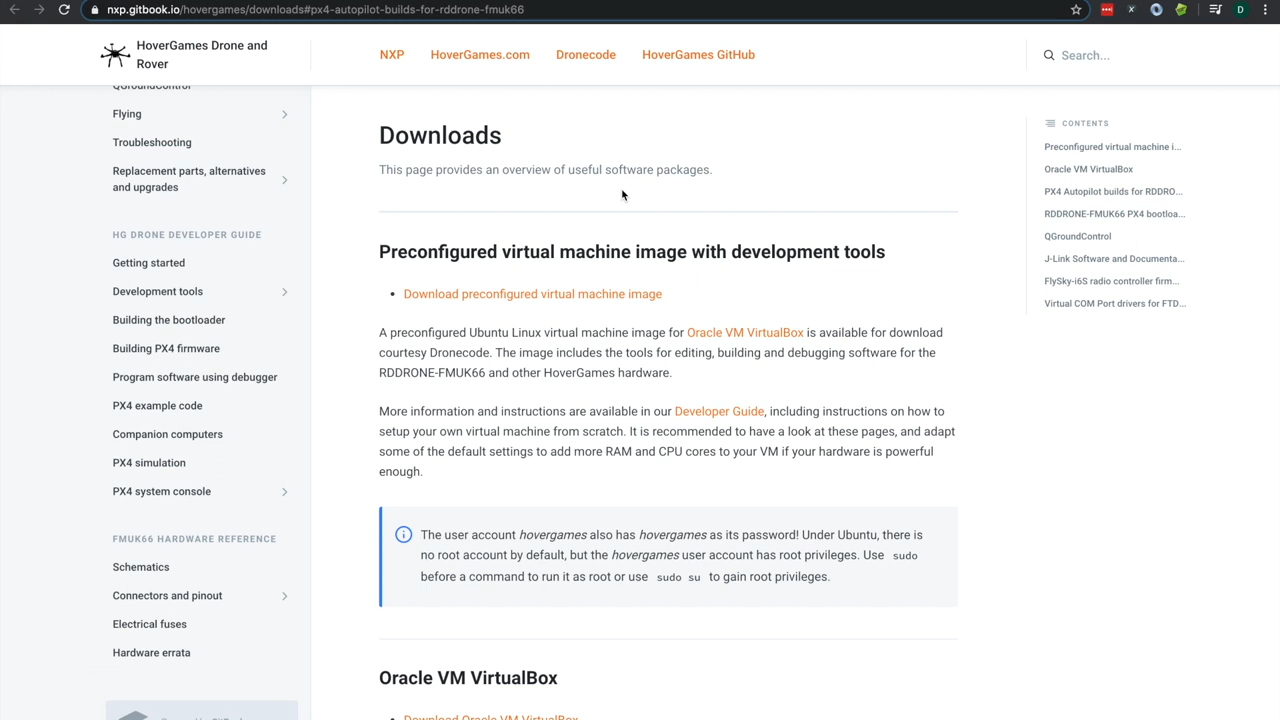 nxp.gitbook.io/hovergames/downloads#px4-autopilot-builds-for-rddrone-fmuk66
D
HoverGames Drone and
Rover
NXP
HoverGames.com
Dronecode
HoverGames GitHub
Search...
QGroundControl
Flying
Troubleshooting
Replacement parts, alternatives
and upgrades
HG DRONE DEVELOPER GUIDE
Getting started
Development tools
Building the bootloader
Building PX4 firmware
Program software using debugger
PX4 example code
Companion computers
PX4 simulation
PX4 system console
FMUK66 HARDWARE REFERENCE
Schematics
Connectors and pinout
Electrical fuses
Hardware errata
Downloads
This page provides an overview of useful software packages.
Preconfigured virtual machine image with development tools
• Download preconfigured virtual machine image
A preconfigured Ubuntu Linux virtual machine image for Oracle VM VirtualBox is available for download
courtesy Dronecode. The image includes the tools for editing, building and debugging software for the
RDDRONE-FMUK66 and other HoverGames hardware.
More information and instructions are available in our Developer Guide, including instructions on how to
setup your own virtual machine from scratch. It is recommended to have a look at these pages, and adapt
some of the default settings to add more RAM and CPU cores to your VM if your hardware is powerful
enough.
The user account hovergames also has hovergames as its password! Under Ubuntu, there is
no root account by default, but the hovergames user account has root privileges. Use sudo
before a command to run it as root or use sudo su to gain root privileges.
Oracle VM VirtualBox
• Download Oracle VM VirtualBox
CONTENTS
Preconfigured virtual machine i...
Oracle VM VirtualBox
PX4 Autopilot builds for RDDRO...
RDDRONE-FMUK66 PX4 bootloa...
QGroundControl
J-Link Software and Documenta...
FlySky-i6S radio controller firm...
Virtual COM Port drivers for FTD...